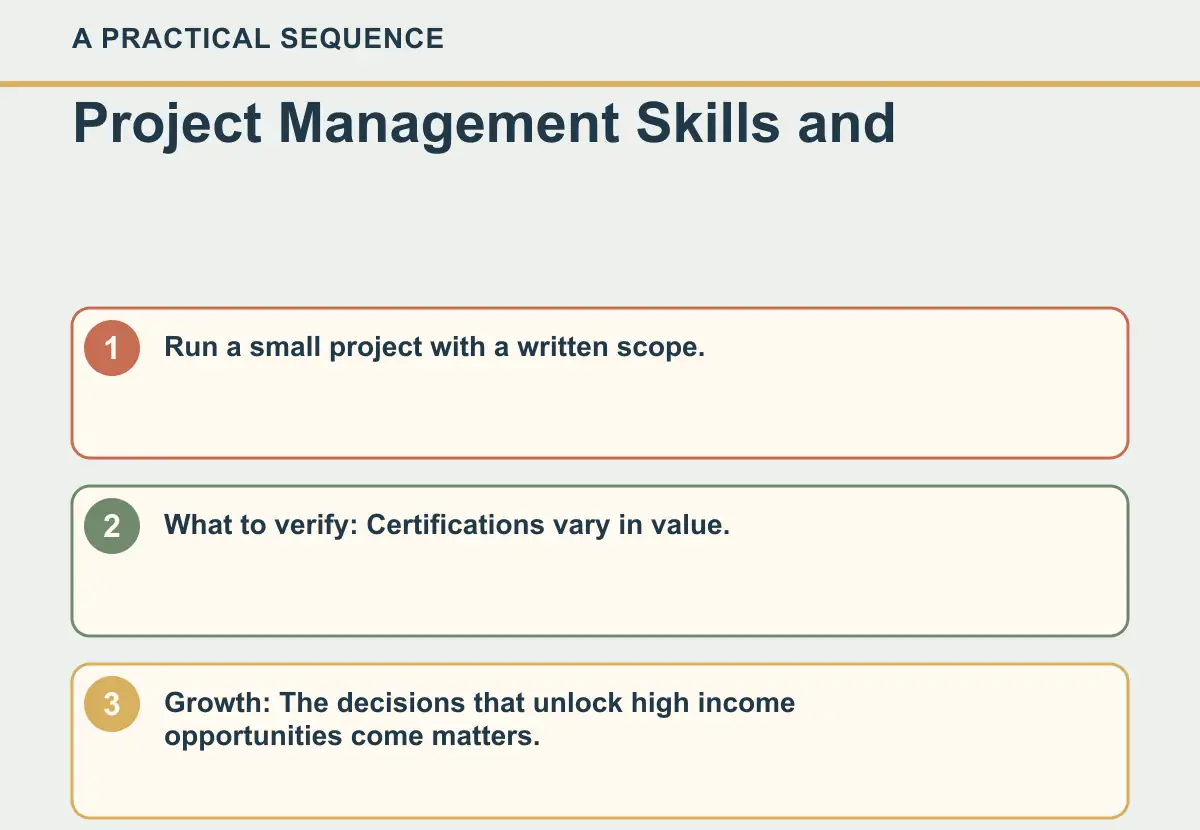 A PRACTICAL SEQUENCE
Project Management Skills and
1
Run a small project with a written scope.
2
What to verify: Certifications vary in value.
3
Growth: The decisions that unlock high income
opportunities come matters.